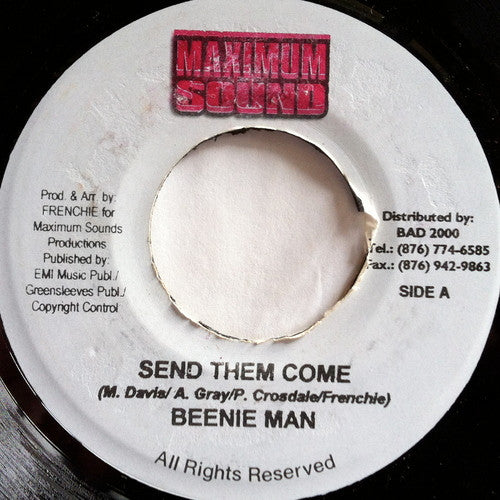 MAXIMUM
SOUND
Prod. & Arr. by:
FRENCHIE for
Maximum Sounds
Productions
Published by:
EMI Music Publ./
Greensleeves Publ./
Copyright Control
Distributed by:
BAD 2000
Tel.: (876) 774-6585
Fax.: (876) 942-9863
SIDE A
SEND THEM COME
(M. Davis/ A. Gray/P. Crosdale/Frenchie)
BEENIE MAN
All Rights Reserved